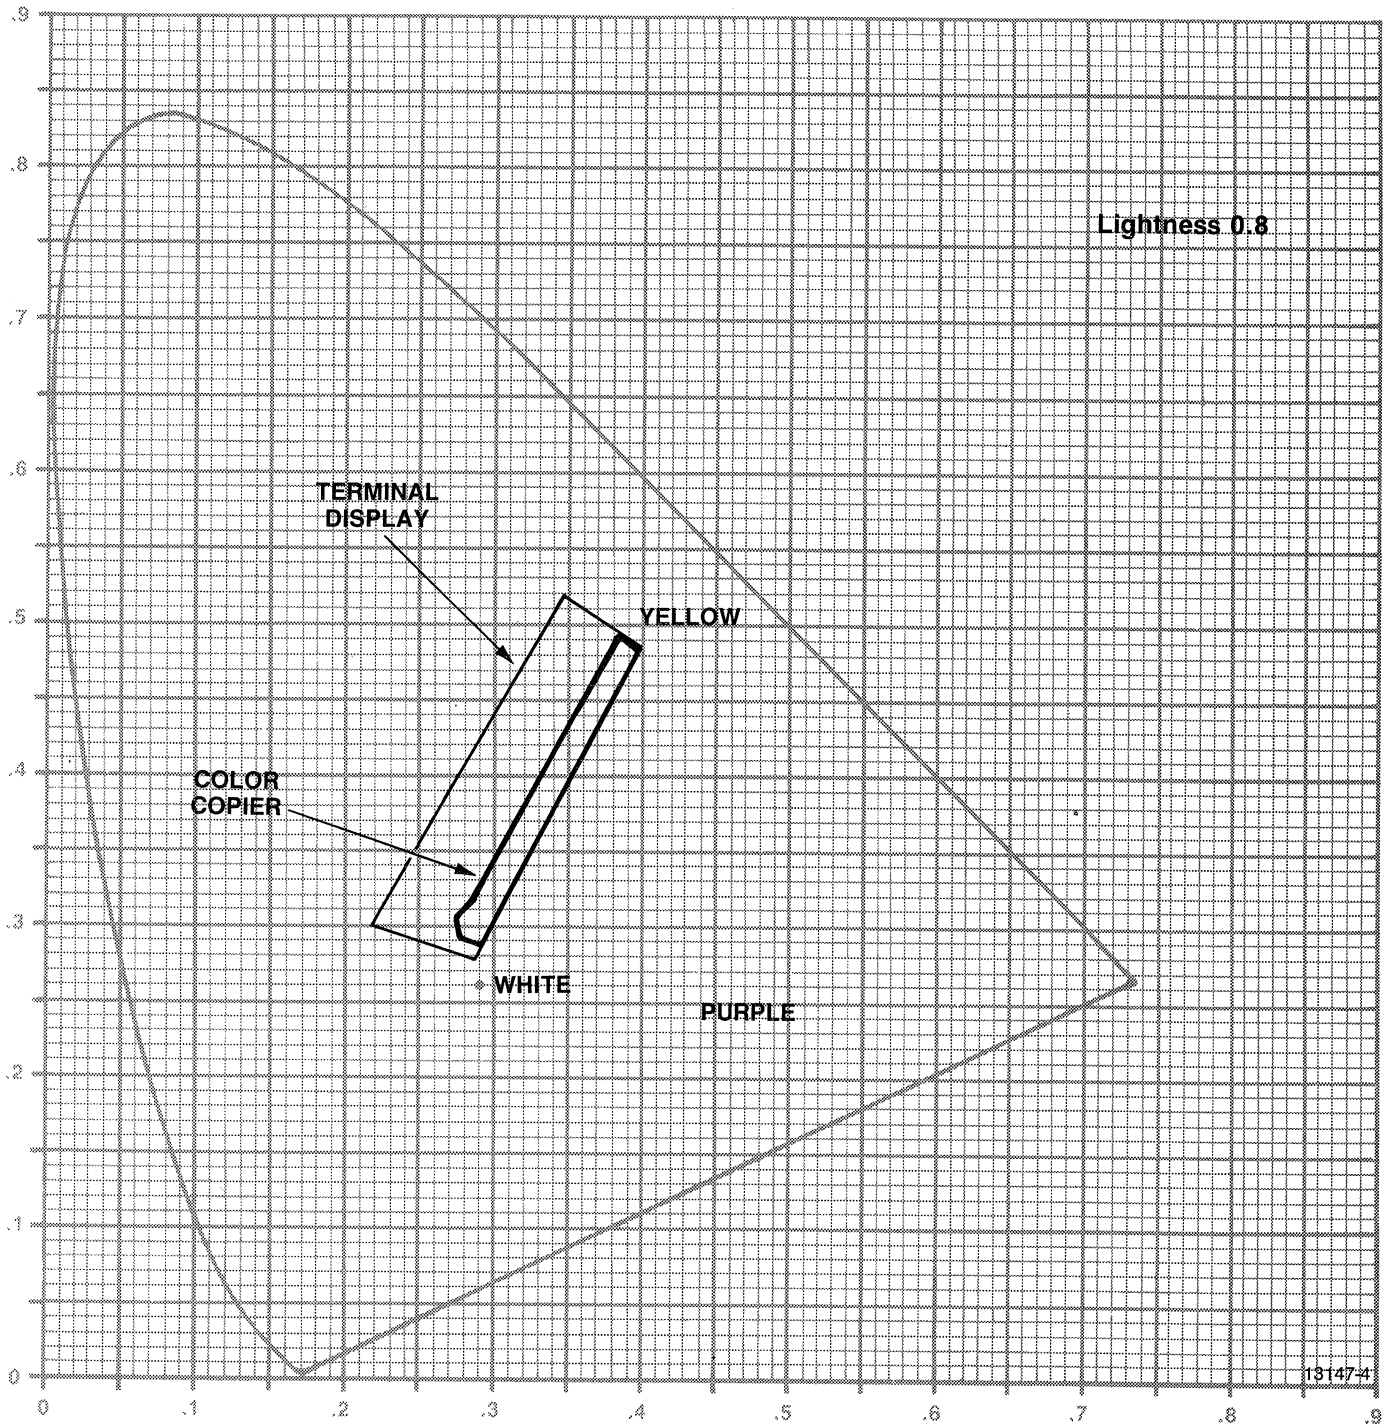 .9
.8
Lightness 0.8
.7
.6
TERMINAL
DISPLAY
.5
YELLOW
.4
COLOR
COPIER
.3
WHITE
PURPLE
.2
.1
0
13147-4
0 .1 .2 .3 .4 .5 .6 .7 .8 .9